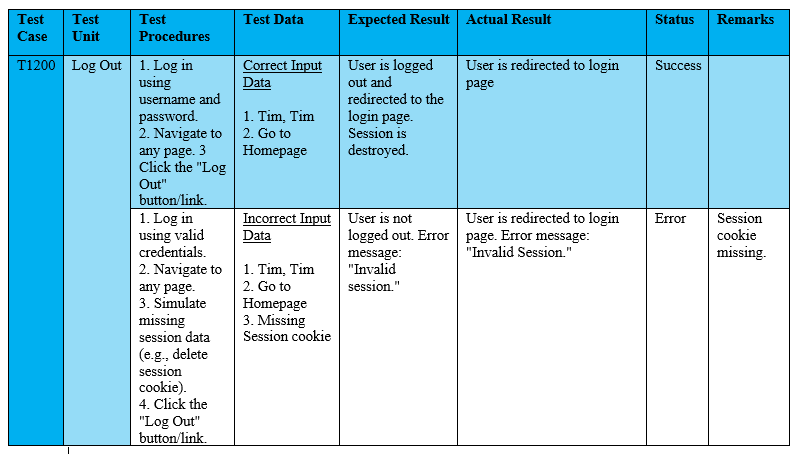 Test Case
Test Unit
Test Procedures
Test Data
Expected Result
Actual Result
Status
Remarks
T1200
Log Out
1. Log in
using
username and
password.
2. Navigate to
any page. 3
Click the "Log
Out"
button/link.
Correct Input
Data
1. Tim, Tim
2. Go to
Homepage
User is logged
out and
redirected to the
login page.
Session is
destroyed.
User is redirected to login
page
Success
1. Log in
using valid
credentials.
2. Navigate to
any page.
3. Simulate
missing
session data
(e.g., delete
session
cookie).
4. Click the
"Log Out"
button/link.
Incorrect Input
Data
1. Tim, Tim
2. Go to
Homepage
3. Missing
Session cookie
User is not
logged out. Error
message:
"Invalid
session."
User is redirected to login
page. Error message:
"Invalid Session."
Error
Session
cookie
missing.